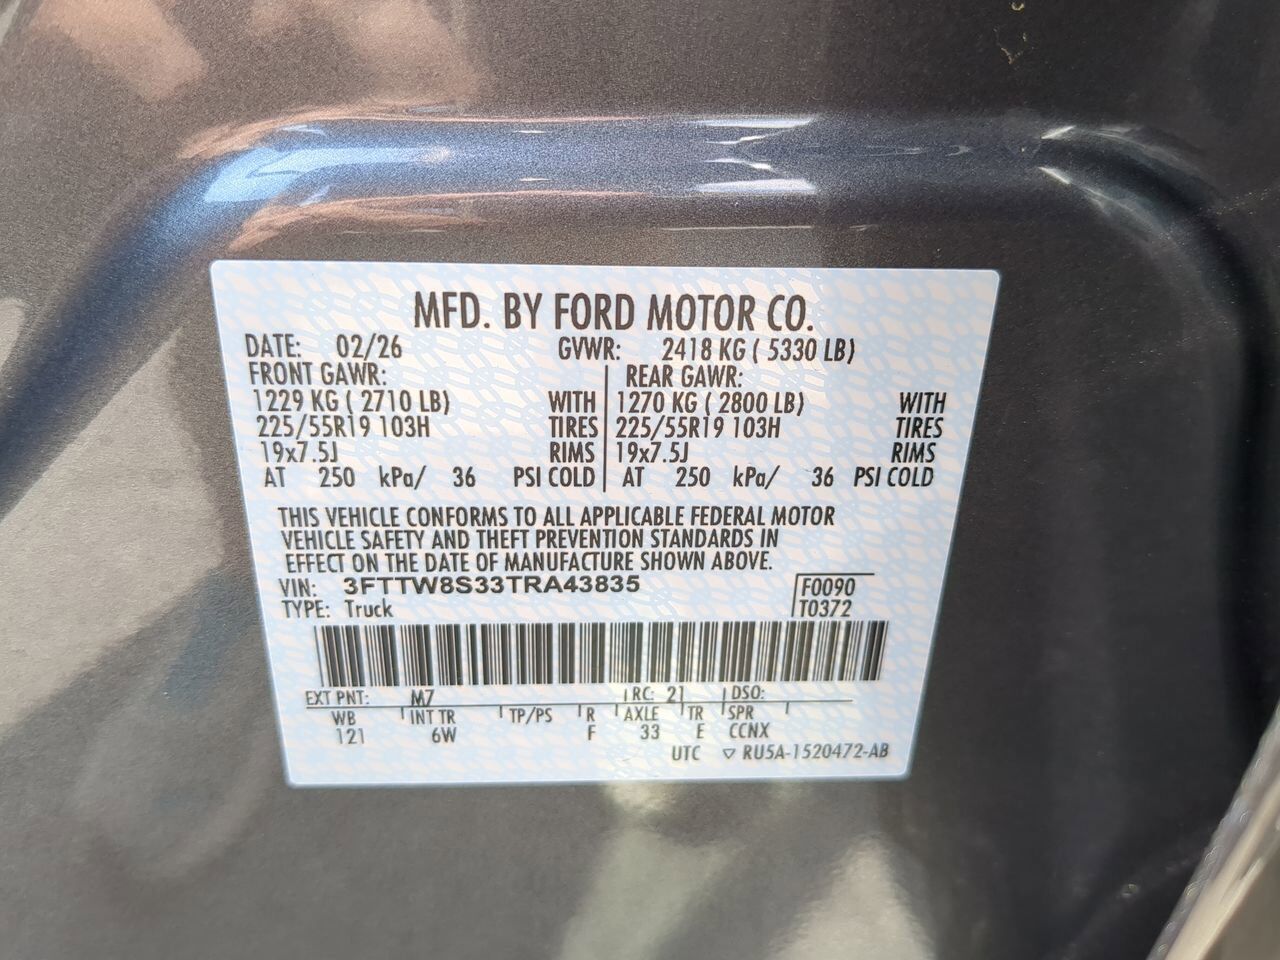 MFD. BY FORD MOTOR CO.
DATE: 02/26 GVWR: 2418 KG ( 5330 LB)
FRONT GAWR: REAR GAWR:
1229 KG ( 2710 LB) WITH 1270 KG ( 2800 LB) WITH
225/55R19 103H TIRES 225/55R19 103H TIRES
19x7.5J RIMS 19x7.5J RIMS
AT 250 kPa/ 36 PSI COLD AT 250 kPa/ 36 PSI COLD
THIS VEHICLE CONFORMS TO ALL APPLICABLE FEDERAL MOTOR
VEHICLE SAFETY AND THEFT PREVENTION STANDARDS IN
EFFECT ON THE DATE OF MANUFACTURE SHOWN ABOVE.
VIN: 3FTTW8S33TRA43835 F0090
TYPE: Truck T0372
EXT PNT: M7 RC: 21 DSO:
WB INT TR TP/PS R AXLE TR SPR
121 6W F 33 E CCNX
UTC ▽ RU5A-1520472-AB